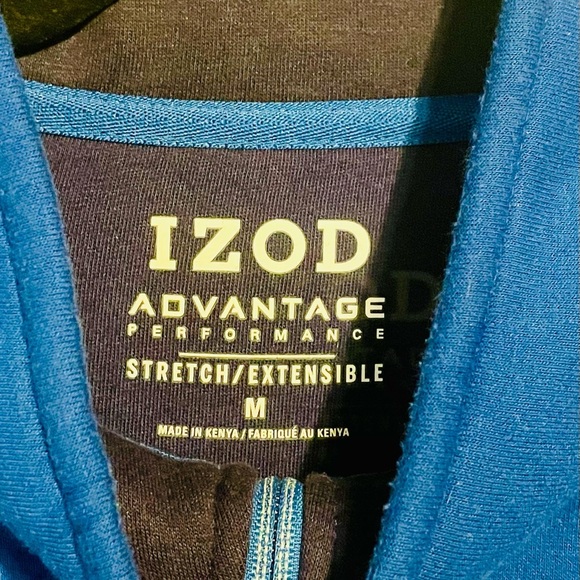 IZOD
ADVANTAGE
PERFORMANCE
STRETCH/EXTENSIBLE
M
MADE IN KENYA / FABRIQUÉ AU KENYA